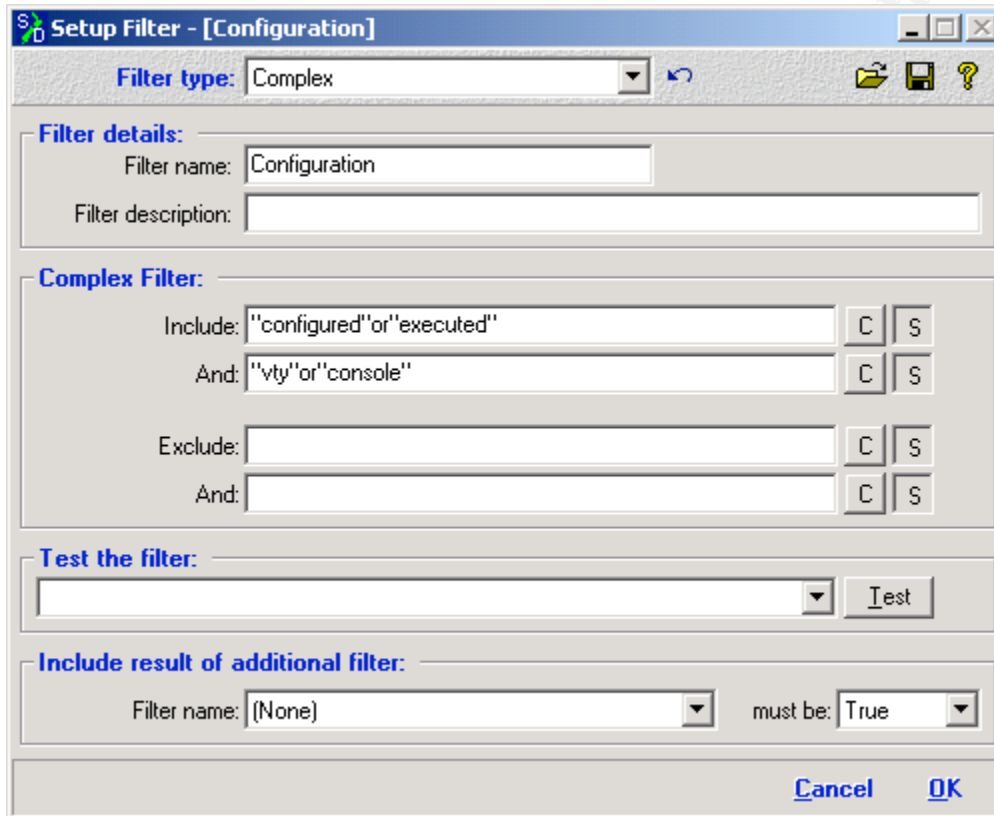 Setup Filter - [Configuration]
Filter type: Complex
Filter details:
Filter name: Configuration
Filter description:
Complex Filter:
Include: "configured"or"executed" C S
And: "vty"or"console" C S
Exclude: C S
And: C S
Test the filter:
Test
Include result of additional filter:
Filter name: (None) must be: True
Cancel OK